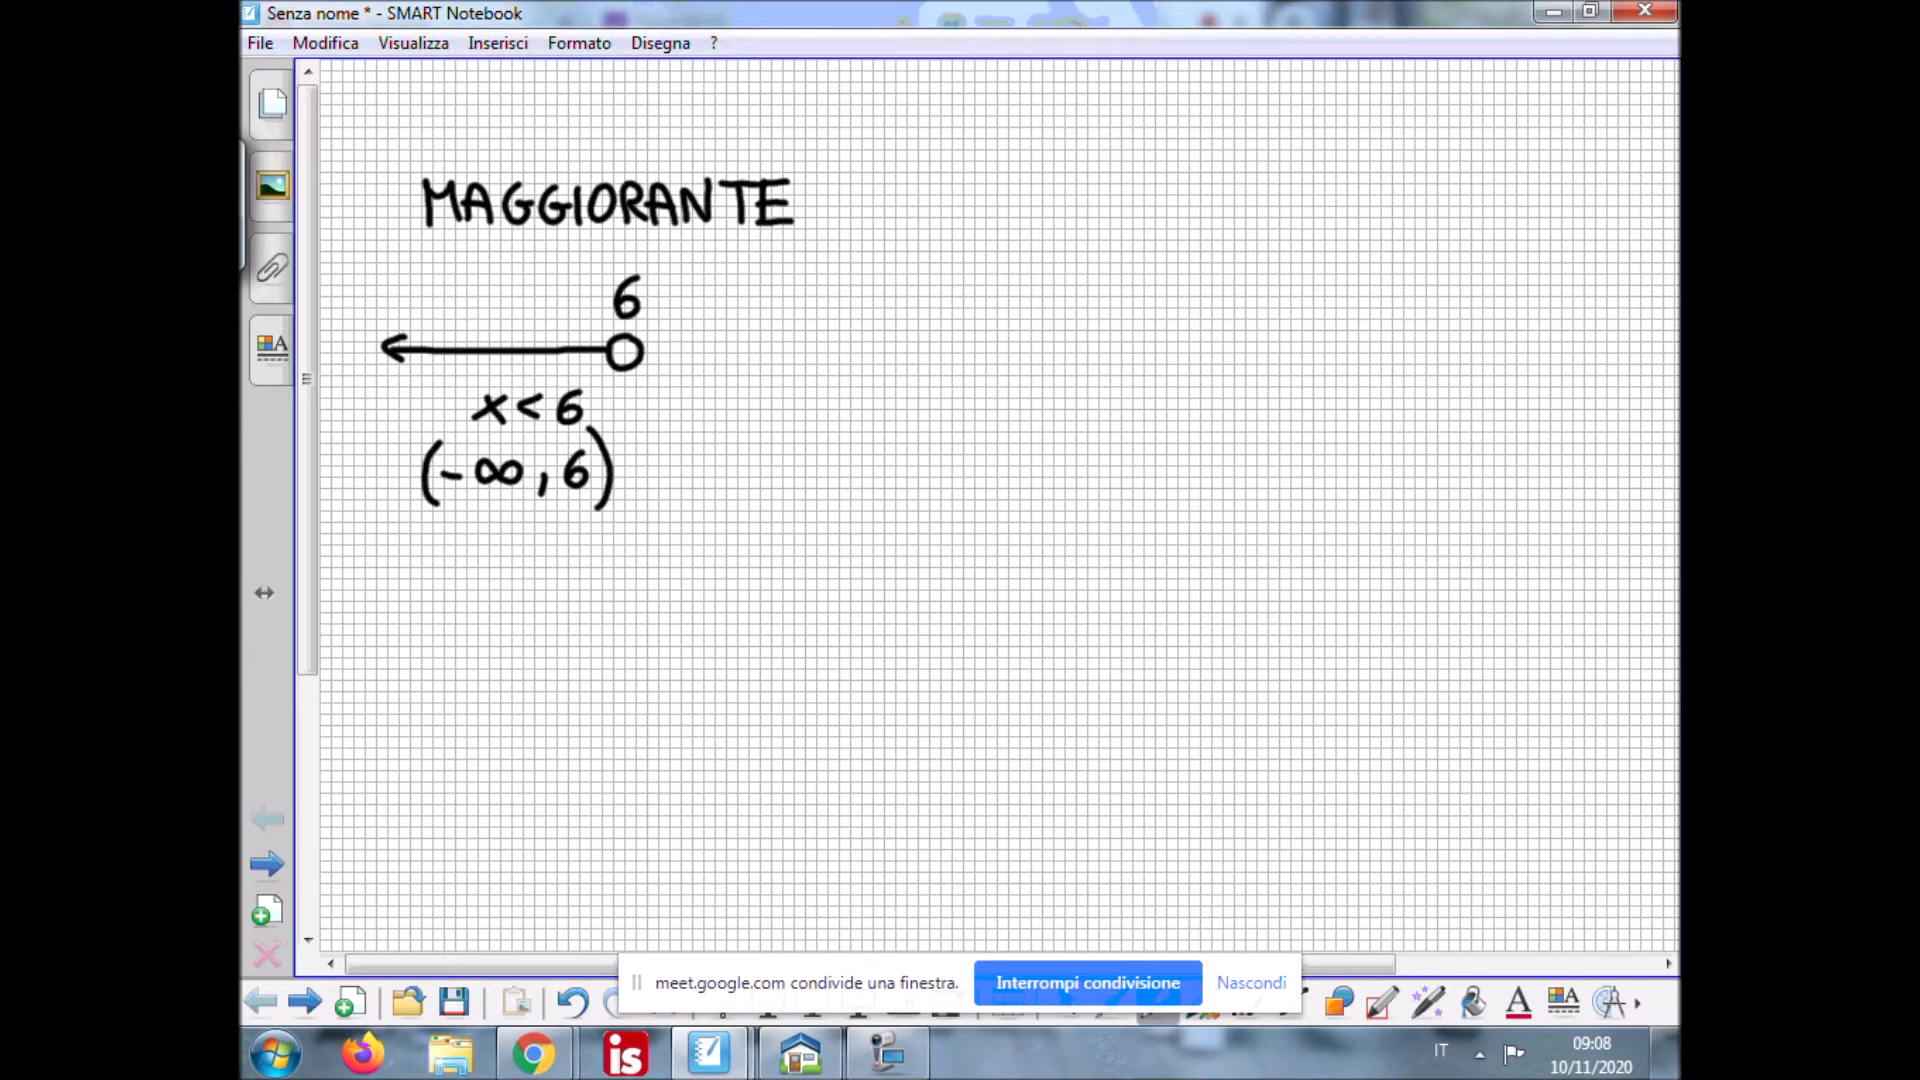 Senza nome * - SMART Notebook
File Modifica Visualizza Inserisci Formato Disegna ?
MAGGIORANTE
6
x < 6
(-∞, 6)
meet.google.com condivide una finestra. Interrompi condivisione Nascondi
is
IT
09:08
10/11/2020